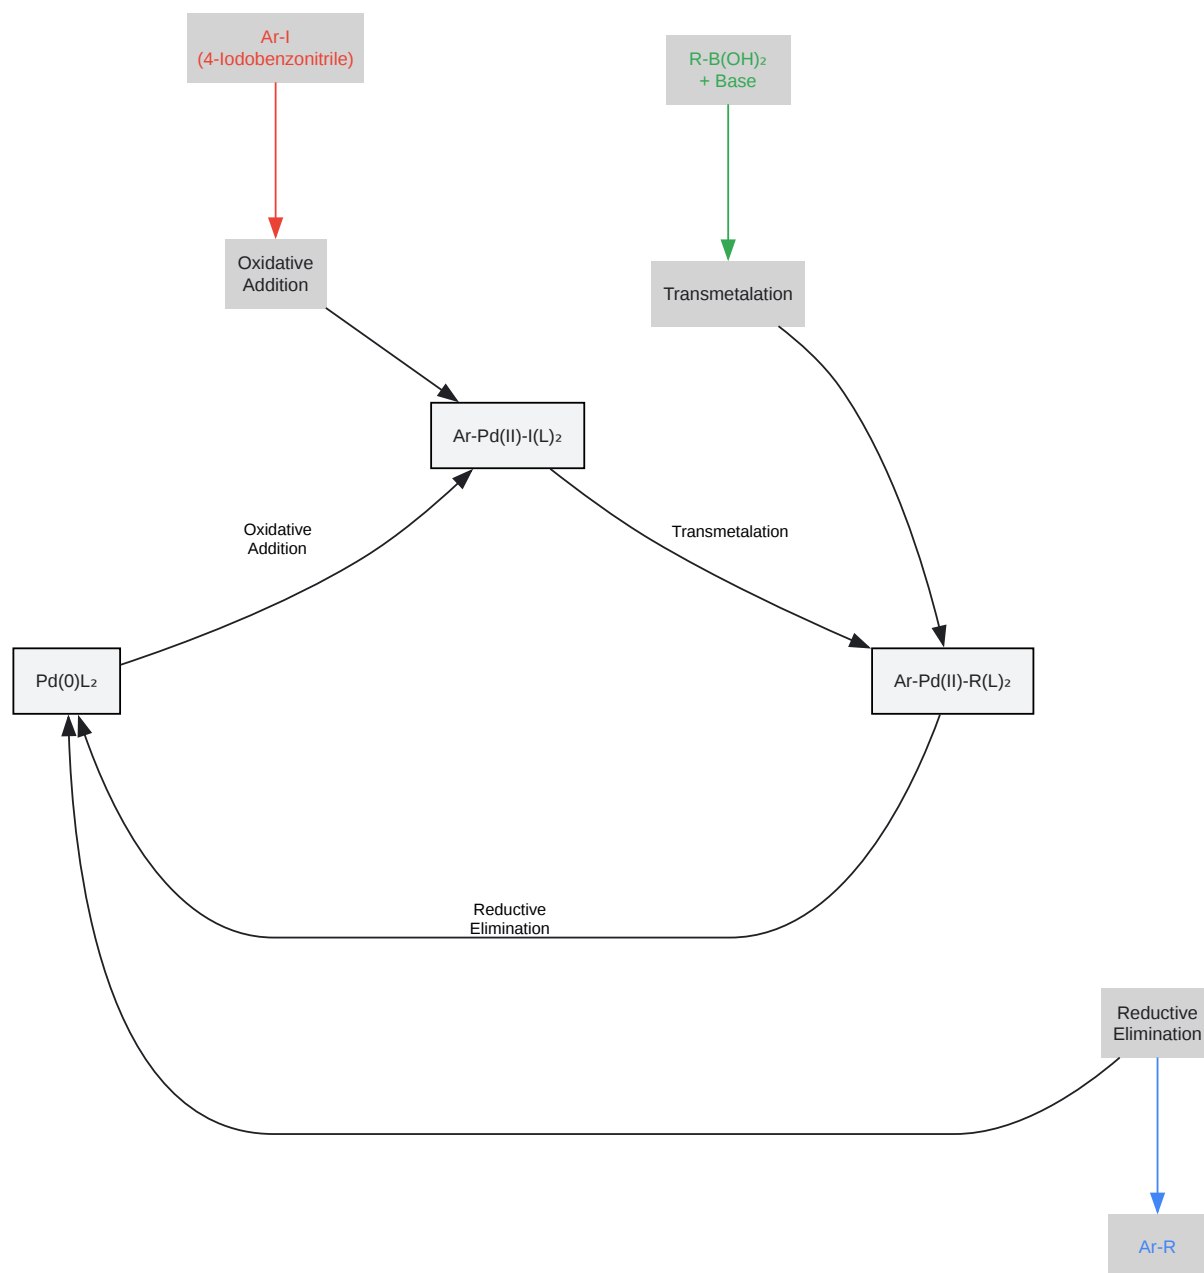 Ar-I
(4-Iodobenzonitrile)
R-B(OH)₂
+ Base
Oxidative
Addition
Transmetalation
Ar-Pd(II)-I(L)₂
Oxidative
Addition
Transmetalation
Pd(0)L₂
Ar-Pd(II)-R(L)₂
Reductive
Elimination
Reductive
Elimination
Ar-R